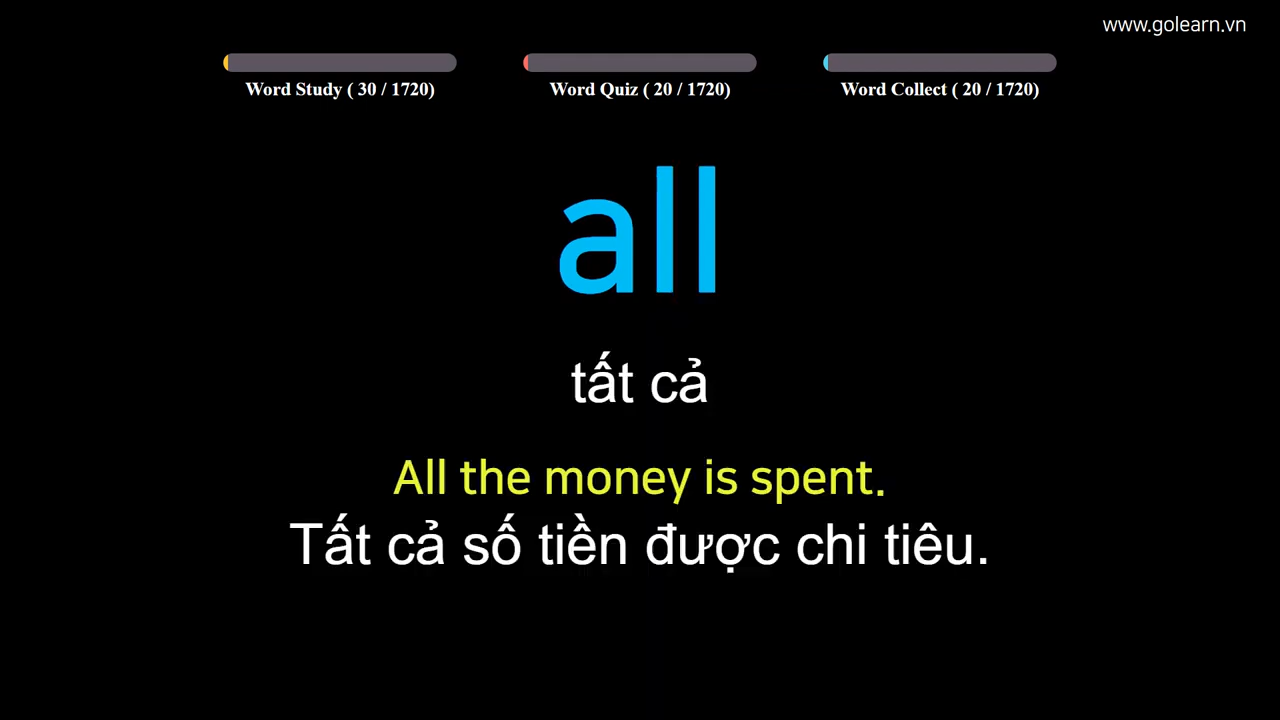 www.golearn.vn
Word Study ( 30 / 1720)
Word Quiz ( 20 / 1720)
Word Collect ( 20 / 1720)
all
tất cả
All the money is spent.
Tất cả số tiền được chi tiêu.